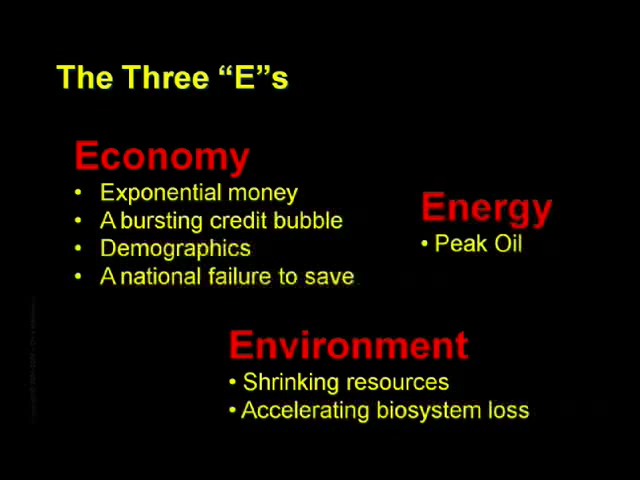 The Three “E”s
Economy
• Exponential money
• A bursting credit bubble
• Demographics
• A national failure to save
Energy
• Peak Oil
Environment
• Shrinking resources
• Accelerating biosystem loss